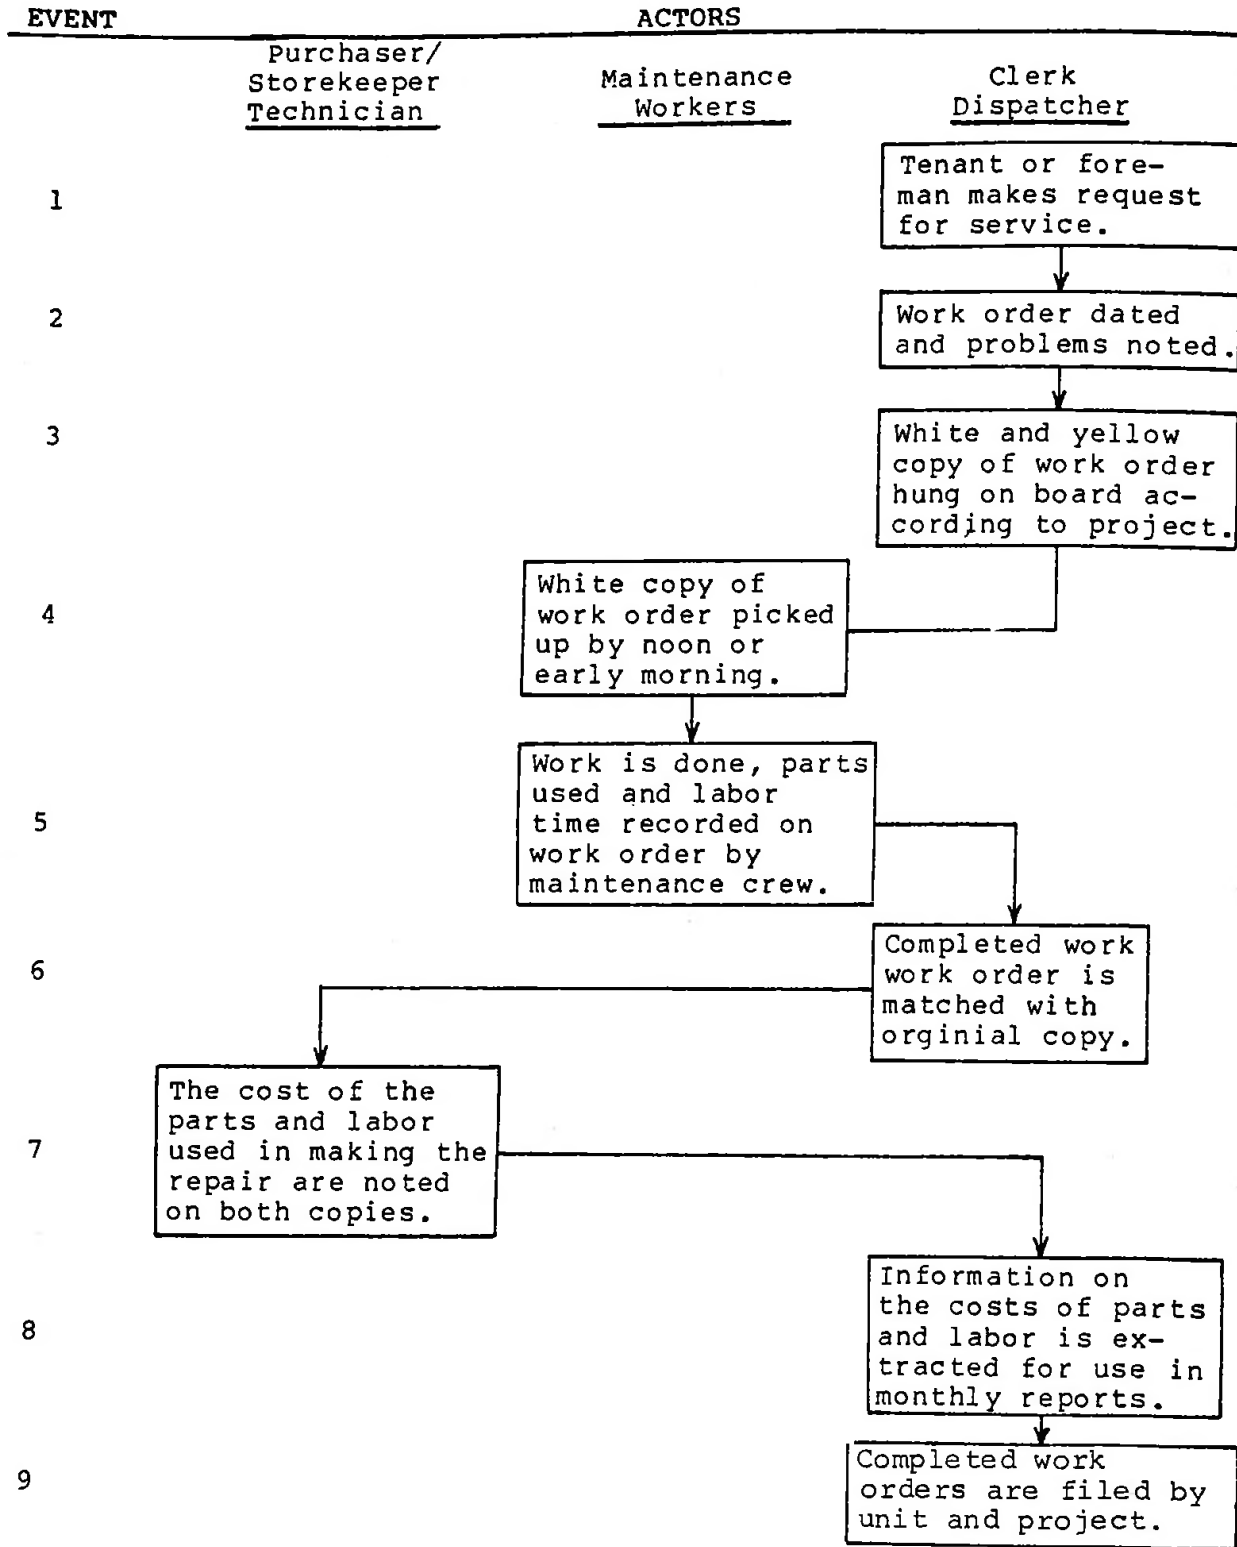 EVENT ACTORS
Purchaser/
Storekeeper
Technician
Maintenance
Workers
Clerk
Dispatcher
1
Tenant or fore-
man makes request
for service.
2
Work order dated
and problems noted.
3
White and yellow
copy of work order
hung on board ac-
cording to project.
4
White copy of
work order picked
up by noon or
early morning.
5
Work is done, parts
used and labor
time recorded on
work order by
maintenance crew.
6
Completed work
work order is
matched with
orginial copy.
7
The cost of the
parts and labor
used in making the
repair are noted
on both copies.
8
Information on
the costs of parts
and labor is ex-
tracted for use in
monthly reports.
9
Completed work
orders are filed by
unit and project.